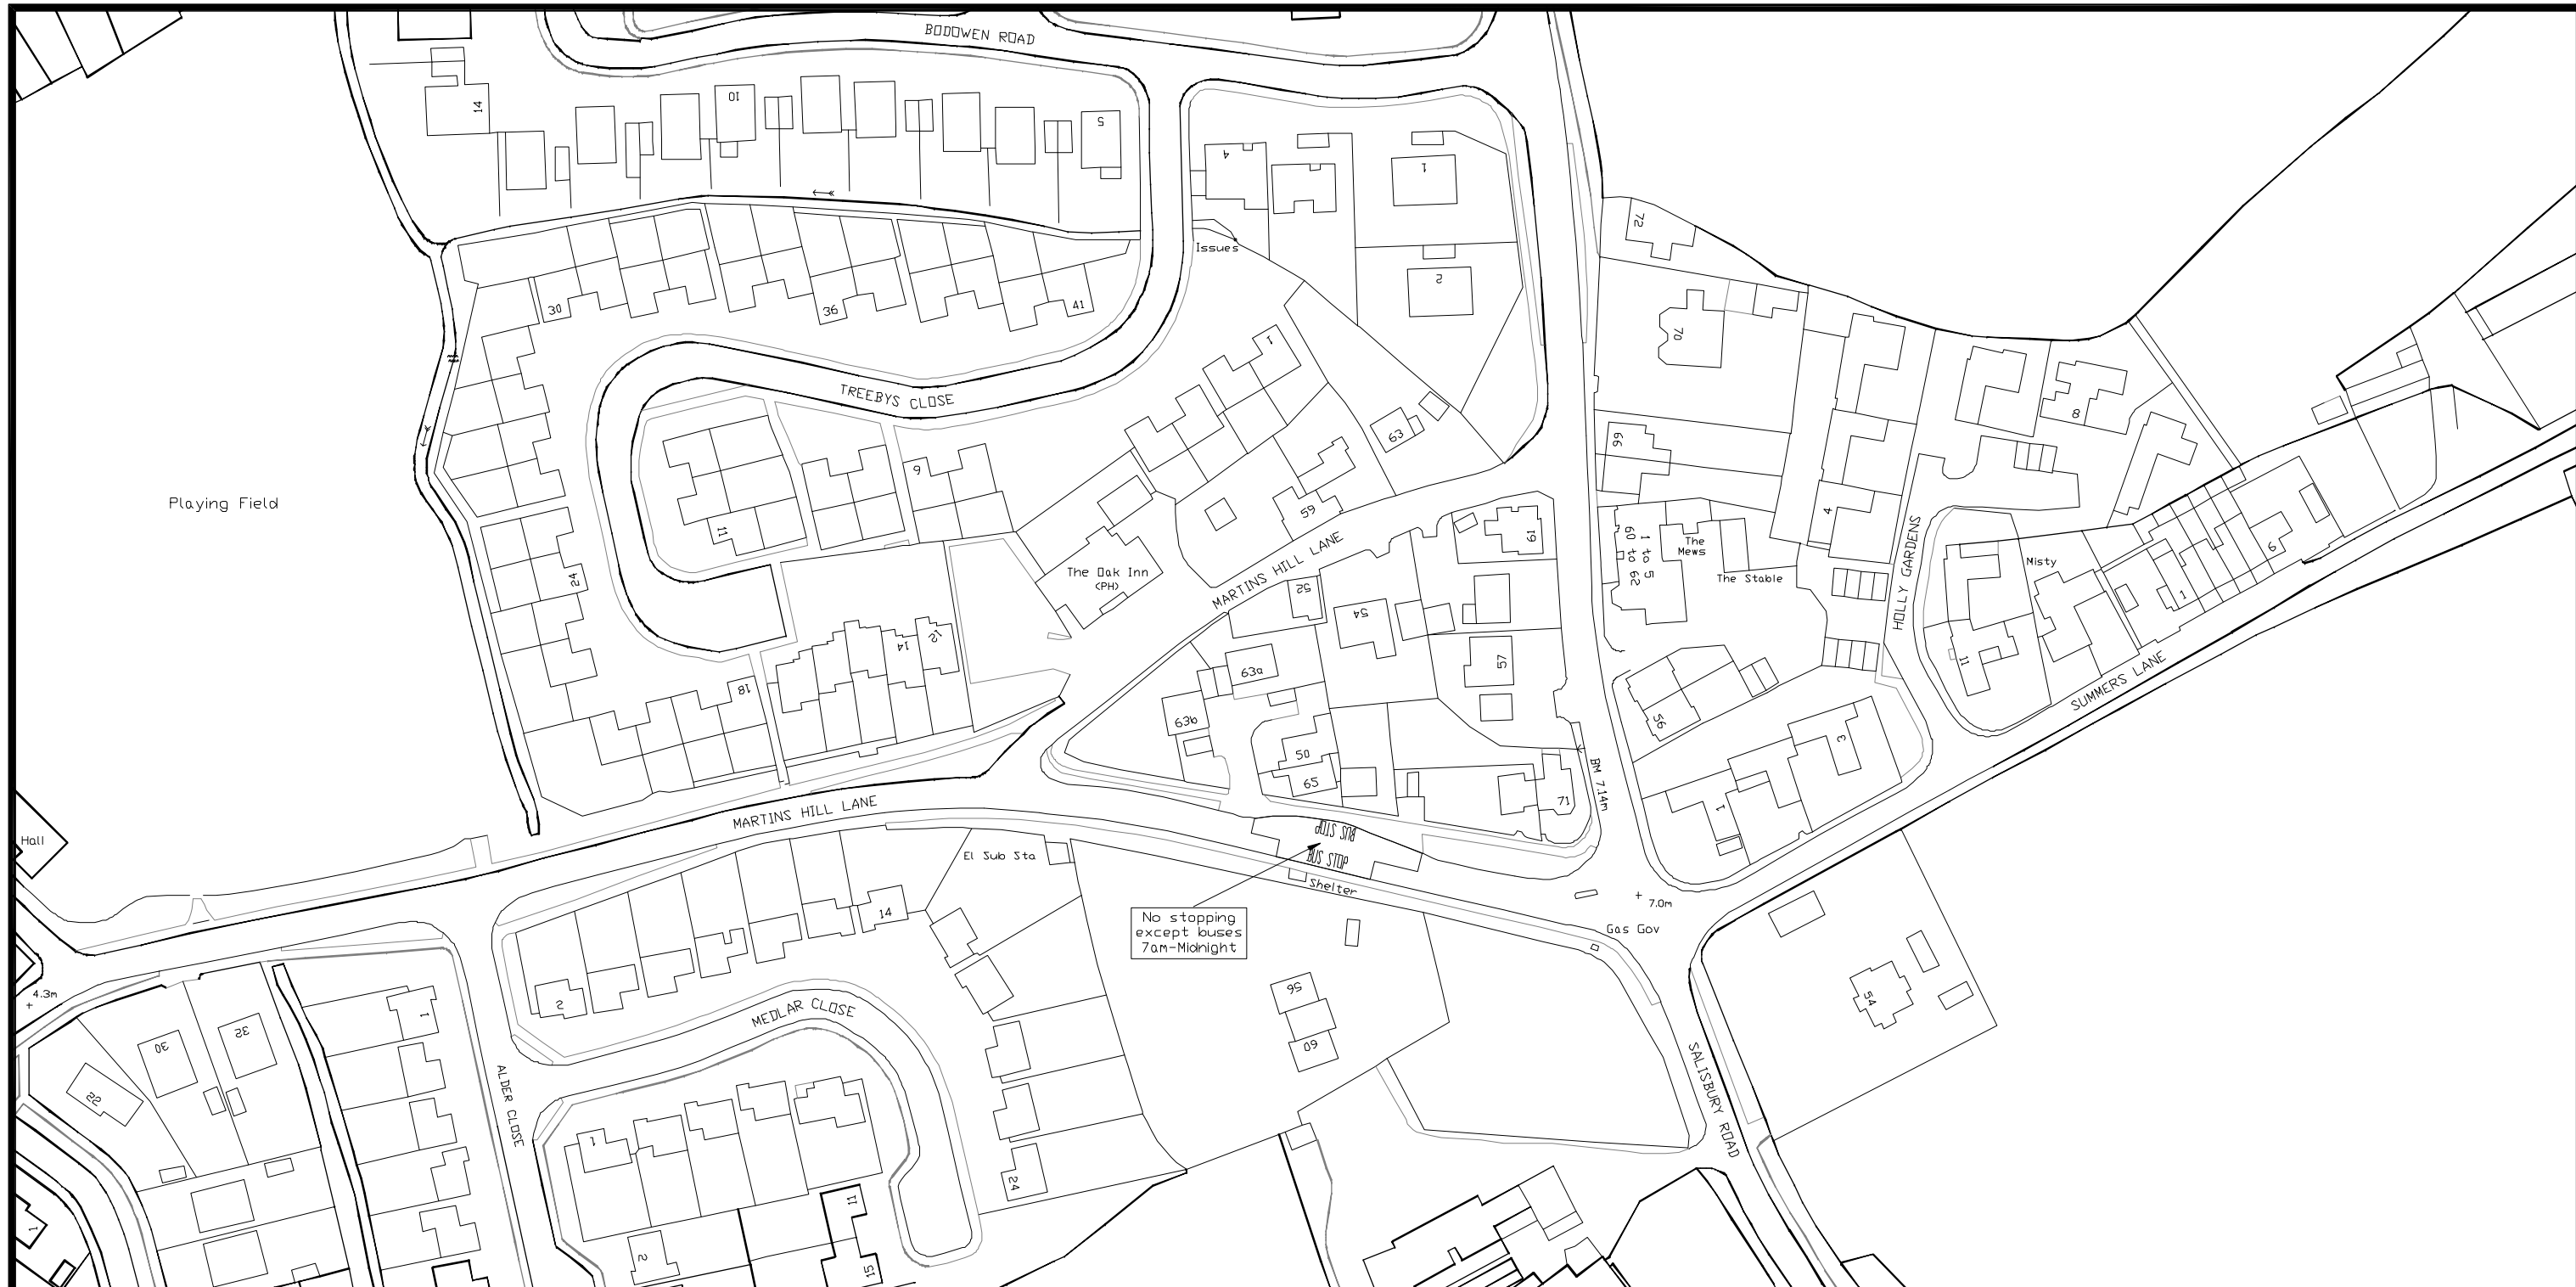 BODOWEN ROAD
14
10
5
4
1
Issues
2
72
30
36
41
1
70
TREEBYS CLOSE
63
8
66
9
Playing Field
11
59
61
4
1 to 5
60 to 62
The
Mews
The Stable
HOLLY GARDENS
Misty
6
1
24
The Oak Inn
(PH)
MARTINS HILL LANE
52
54
12
14
57
11
SUMMERS LANE
63a
18
63b
56
50
65
3
BM 7.14m
71
1
MARTINS HILL LANE
Hall
BUS STOP
BUS STOP
El Sub Sta
Shelter
7.0m
14
No stopping
except buses
7am-Midnight
Gas Gov
4.3m
2
MEDLAR CLOSE
1
56
54
30
32
60
22
ALDER CLOSE
SALISBURY ROAD
1
24
11
1
2
15